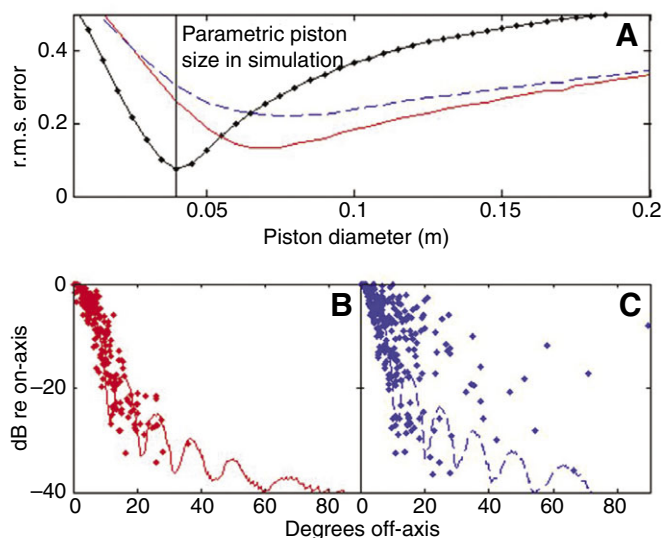 A
Parametric piston
size in simulation
r.m.s. error
0.4
0.2
0
0.05
0.1
0.15
0.2
Piston diameter (m)
B
C
dB re on-axis
0
–20
–40
0
20
40
60
80
0
20
40
60
80
Degrees off-axis